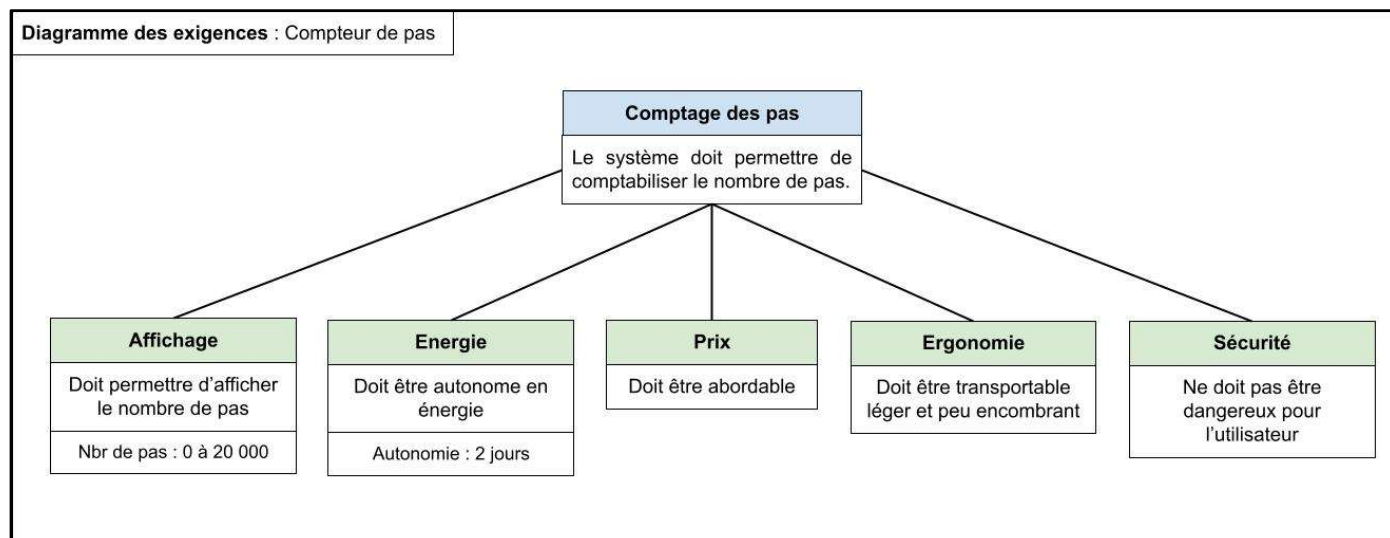 Diagramme des exigences : Compteur de pas
Comptage des pas
Le système doit permettre de
comptabiliser le nombre de pas.
Affichage
Doit permettre d'afficher
le nombre de pas
Nbr de pas : 0 à 20 000
Energie
Doit être autonome en
énergie
Autonomie : 2 jours
Prix
Doit être abordable
Ergonomie
Doit être transportable
léger et peu encombrant
Sécurité
Ne doit pas être
dangereux pour
l'utilisateur